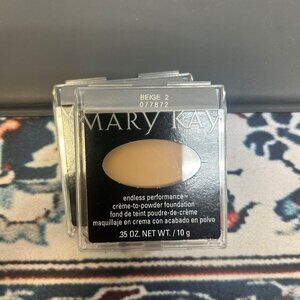 BEIGE 2
077872
MARY KAY
endless performance™
crème-to-powder foundation
fond de teint poudre-de-crème
maquillaje en crema con acabado en polvo
.35 OZ. NET WT. / 10 g